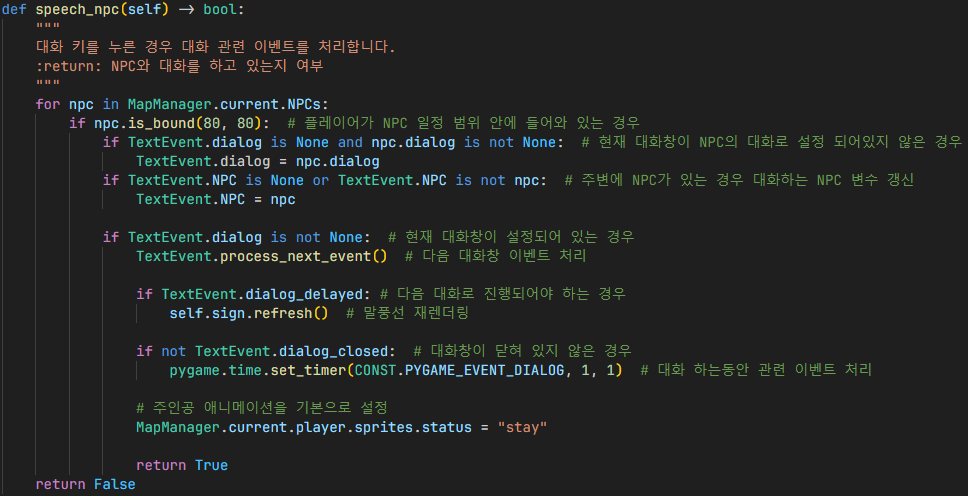 def speech_npc(self) -> bool:
    """
    대화 키를 누른 경우 대화 관련 이벤트를 처리합니다.
    :return: NPC와 대화를 하고 있는지 여부
    """
    for npc in MapManager.current.NPCs:
        if npc.is_bound(80, 80):  # 플레이어가 NPC 일정 범위 안에 들어와 있는 경우
            if TextEvent.dialog is None and npc.dialog is not None:  # 현재 대화창이 NPC의 대화로 설정 되어있지 않은 경우
                TextEvent.dialog = npc.dialog
            if TextEvent.NPC is None or TextEvent.NPC is not npc:  # 주변에 NPC가 있는 경우 대화하는 NPC 변수 갱신
                TextEvent.NPC = npc

            if TextEvent.dialog is not None:  # 현재 대화창이 설정되어 있는 경우
                TextEvent.process_next_event()  # 다음 대화창 이벤트 처리

                if TextEvent.dialog_delayed: # 다음 대화로 진행되어야 하는 경우
                    self.sign.refresh()  # 말풍선 재렌더링

                if not TextEvent.dialog_closed:  # 대화창이 닫혀 있지 않은 경우
                    pygame.time.set_timer(CONST.PYGAME_EVENT_DIALOG, 1, 1)  # 대화 하는동안 관련 이벤트 처리

                # 주인공 애니메이션을 기본으로 설정
                MapManager.current.player.sprites.status = "stay"

                return True
    return False